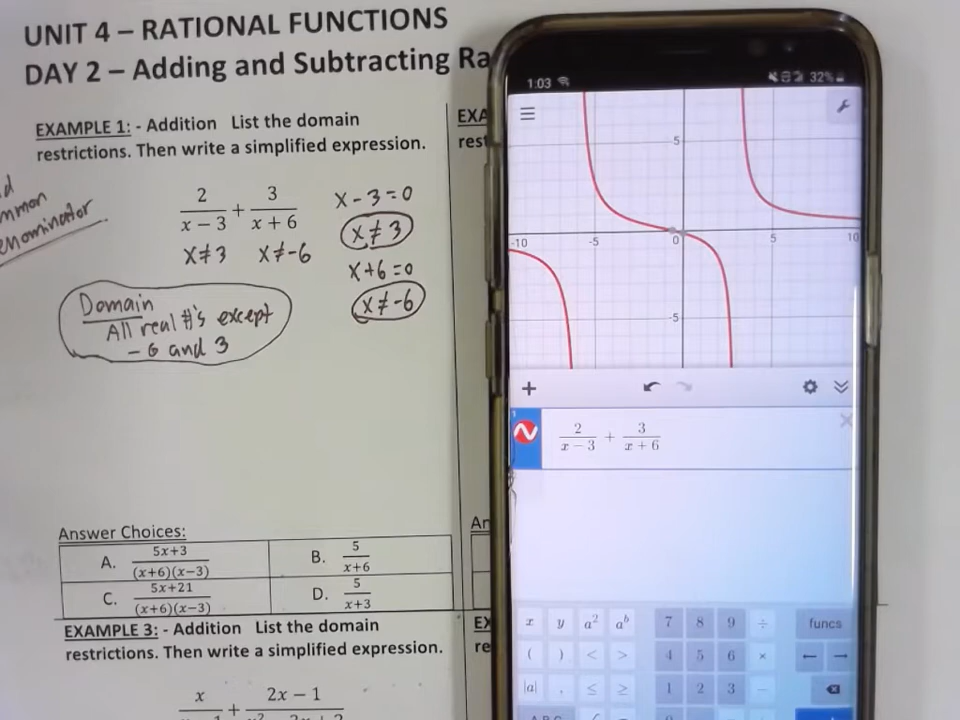 UNIT 4 – RATIONAL FUNCTIONS
DAY 2 – Adding and Subtracting Ra
EXAMPLE 1: - Addition List the domain
restrictions. Then write a simplified expression.
2/(x − 3) + 3/(x + 6)
x≠3 x≠-6
x-3=0
x≠3
x+6=0
x≠-6
enominator
Domain
All real #'s except
-6 and 3
Answer Choices:
A. 5x+3/(x+6)(x−3)
B. 5/x+6
C. 5x+21/(x+6)(x−3)
D. 5/x+3
EXAMPLE 3: - Addition List the domain
restrictions. Then write a simplified expression.
x + 2x − 1
EXA
rest
An
EX
re
1:03 32%
5
-10 -5 0 5 10
-5
+
1
2/(x − 3) + 3/(x + 6)
x y a² aᵇ 7 8 9 ÷ funcs
( ) < > 4 5 6 × ← →
|a| , ≤ ≥ 1 2 3 −